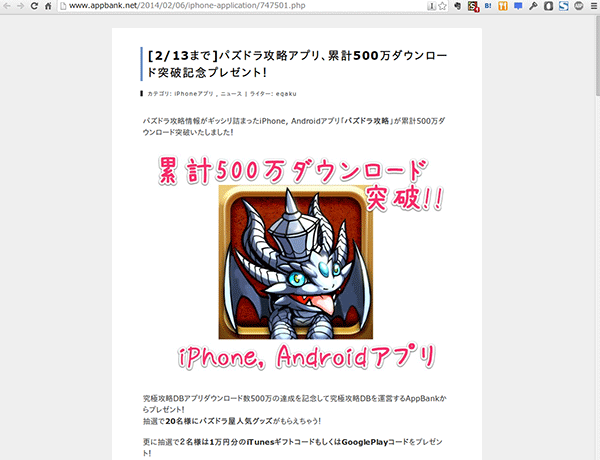 www.appbank.net/2014/02/06/iphone-application/747501.php
[2/13まで]パズドラ攻略アプリ、累計500万ダウンロー
ド突破記念プレゼント!
カテゴリ: iPhoneアプリ , ニュース | ライター: eqaku
パズドラ攻略情報がギッシリ詰まったiPhone, Androidアプリ「パズドラ攻略」が累計500万ダ
ウンロード突破いたしました!
累計500万ダウンロード
突破!!
iPhone, Androidアプリ
究極攻略DBアプリダウンロード数500万の達成を記念して究極攻略DBを運営するAppBankか
らプレゼント!
抽選で20名様にパズドラ屋人気グッズがもらえちゃう!
更に抽選で2名様は1万円分のiTunesギフトコードもしくはGooglePlayコードをプレゼン
ト!